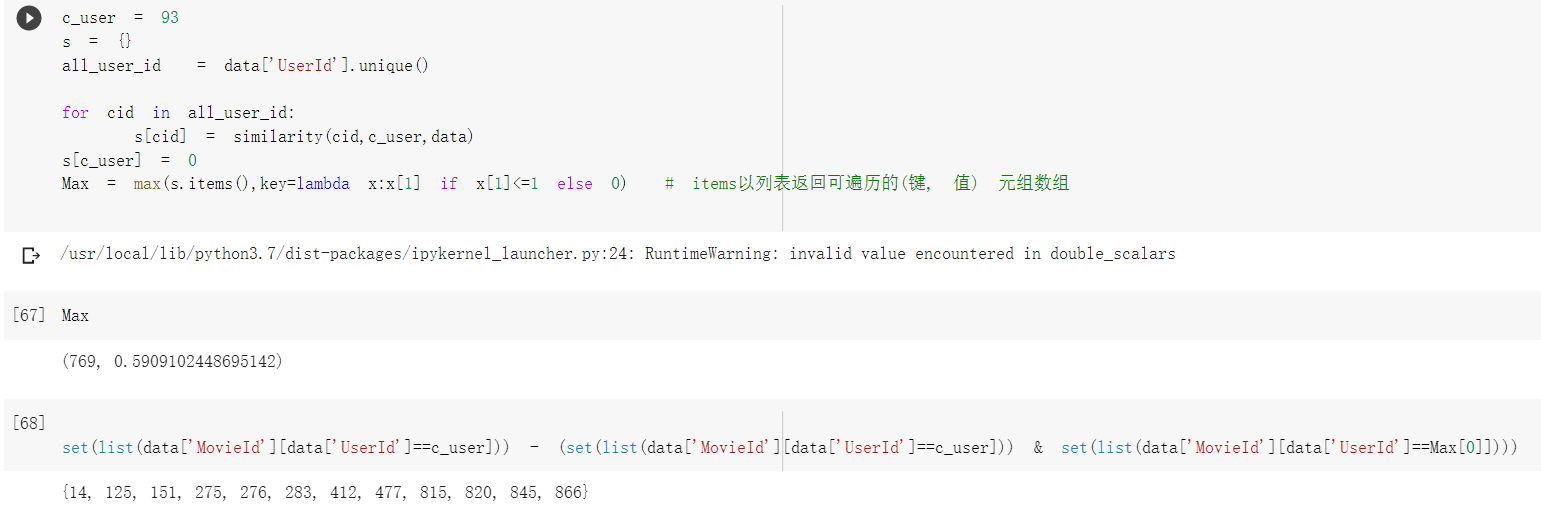 c_user = 93
s = {}
all_user_id = data['UserId'].unique()
for cid in all_user_id:
s[cid] = similarity(cid,c_user,data)
s[c_user] = 0
Max = max(s.items(),key=lambda x:x[1] if x[1]<=1 else 0) # items以列表返回可遍历的(键, 值) 元组数组
/usr/local/lib/python3.7/dist-packages/ipykernel_launcher.py:24: RuntimeWarning: invalid value encountered in double_scalars
[67] Max
(769, 0.5909102448695142)
[68]
set(list(data['MovieId'][data['UserId']==c_user])) - (set(list(data['MovieId'][data['UserId']==c_user])) & set(list(data['MovieId'][data['UserId']==Max[0]])))
{14, 125, 151, 275, 276, 283, 412, 477, 815, 820, 845, 866}